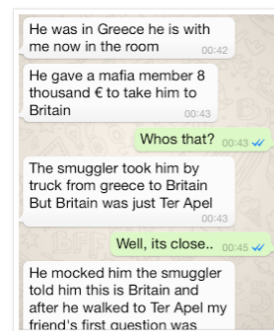 He was in Greece he is with
me now in the room 00:42
He gave a mafia member 8
thousand € to take him to
Britain 00:43
Whos that? 00:43
The smuggler took him by
truck from greece to Britain
But Britain was just Ter Apel
00:43
Well, its close.. 00:45
He mocked him the smuggler
told him this is Britain and
after he walked to Ter Apel my
friend's first question was